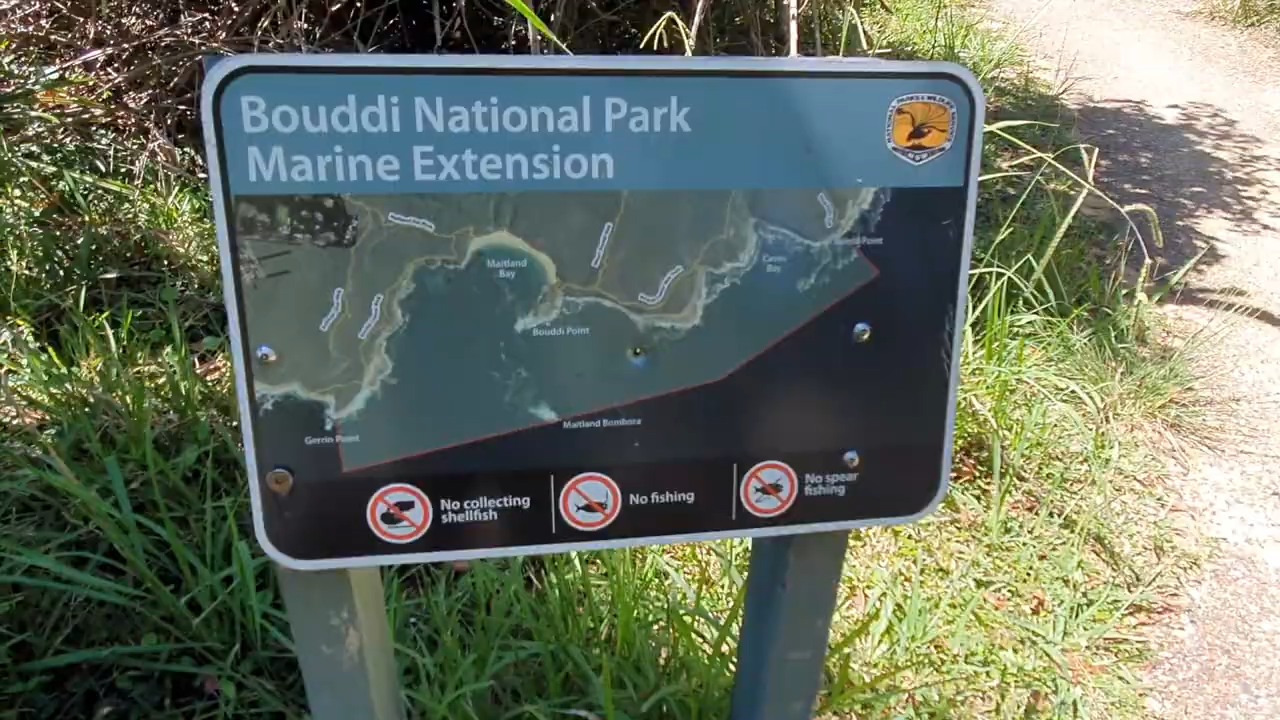 Bouddi National Park
Marine Extension
Maitland
Bay
Bouddi Point
Gerrin Point
Maitland Bombora
No collecting
shellfish
No fishing
No spear
fishing